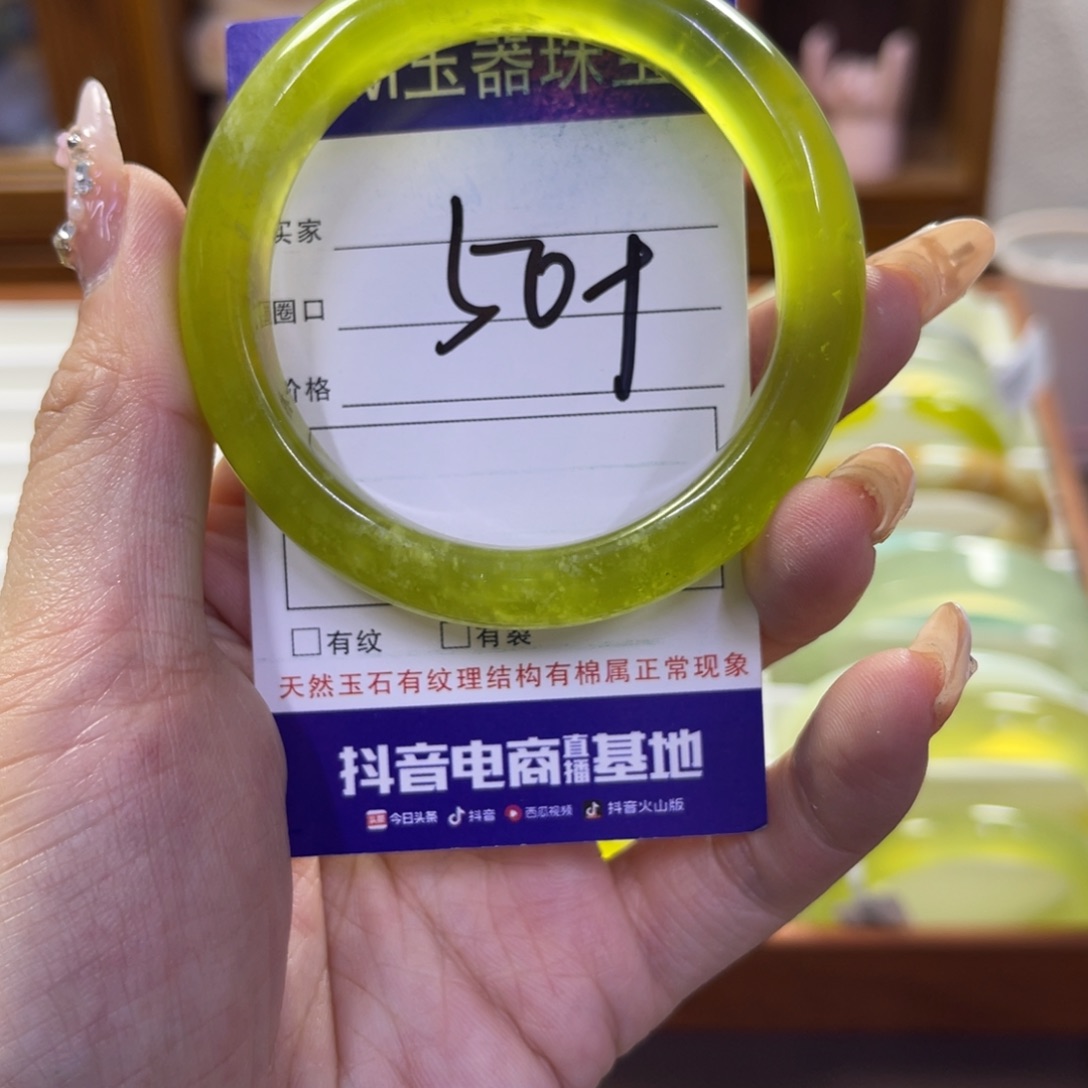 玉器珠宝
买家
圈口
501
价格
有纹 有裂
天然玉石有纹理结构有棉属正常现象
抖音电商直播基地
今日头条 抖音 西瓜视频 抖音火山版